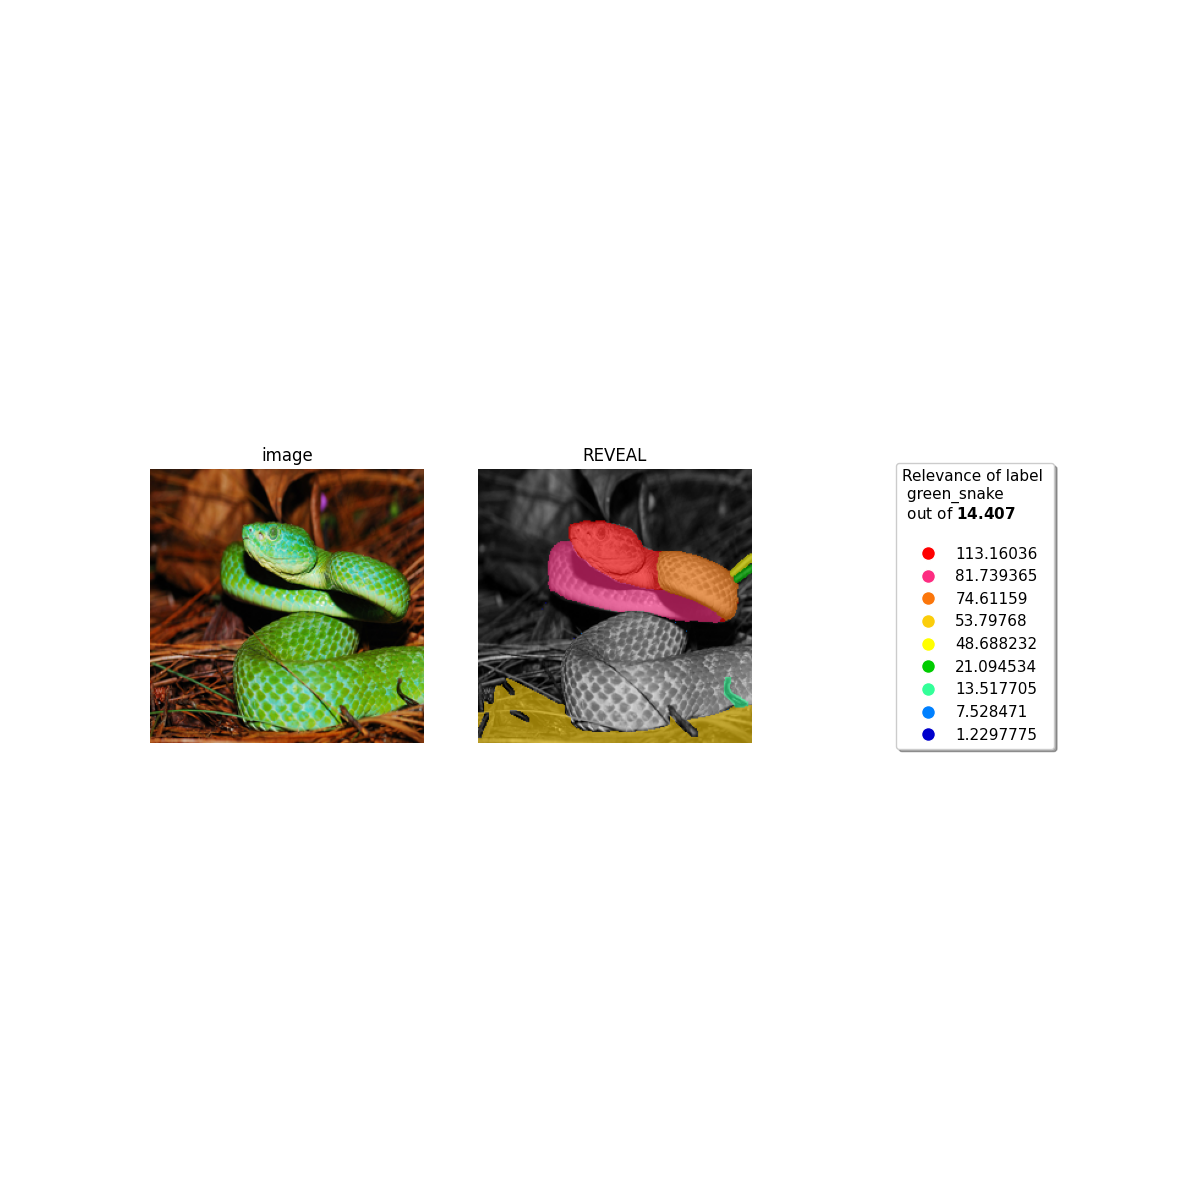 image
REVEAL
Relevance of label
green_snake
out of 14.407
113.16036
81.739365
74.61159
53.79768
48.688232
21.094534
13.517705
7.528471
1.2297775